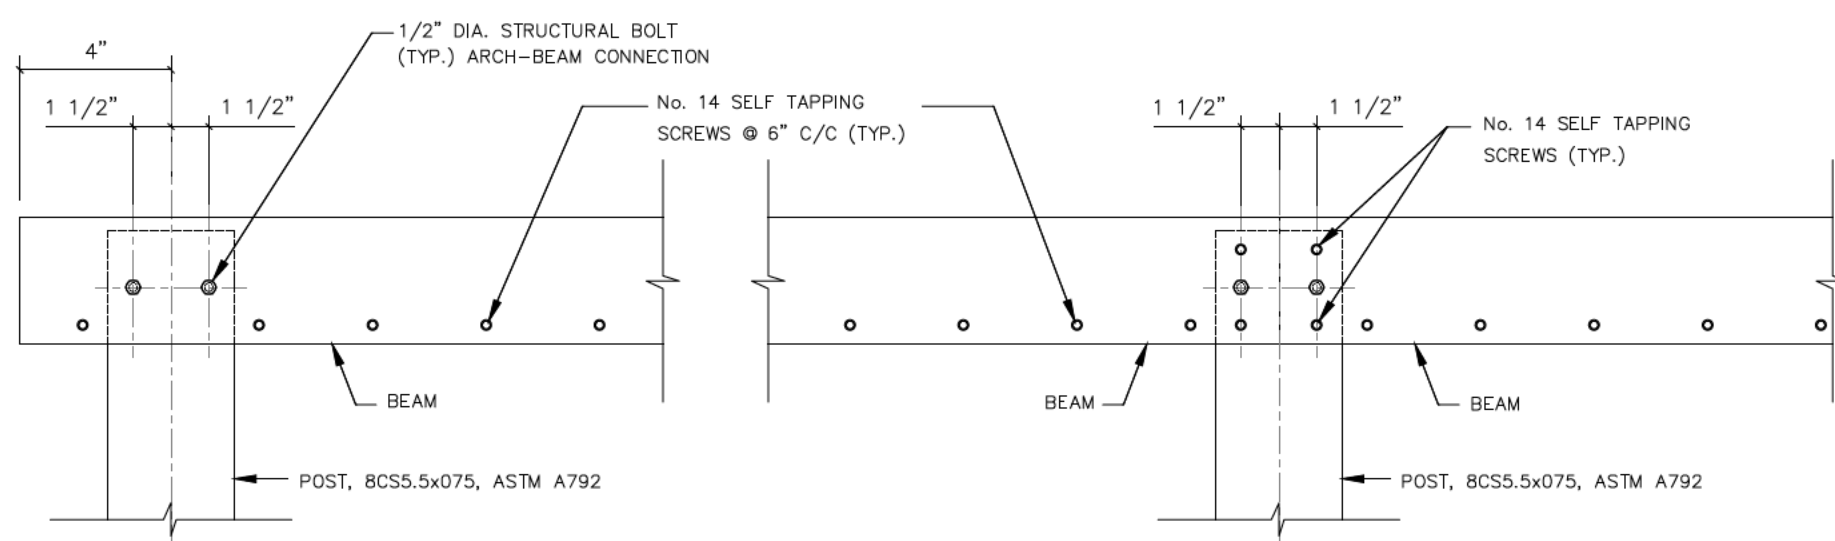 1/2” DIA. STRUCTURAL BOLT
(TYP.) ARCH–BEAM CONNECTION
4”
1 1/2” 1 1/2”
No. 14 SELF TAPPING
SCREWS @ 6” C/C (TYP.)
1 1/2” 1 1/2”
No. 14 SELF TAPPING
SCREWS (TYP.)
BEAM
BEAM
BEAM
POST, 8CS5.5x075, ASTM A792
POST, 8CS5.5x075, ASTM A792